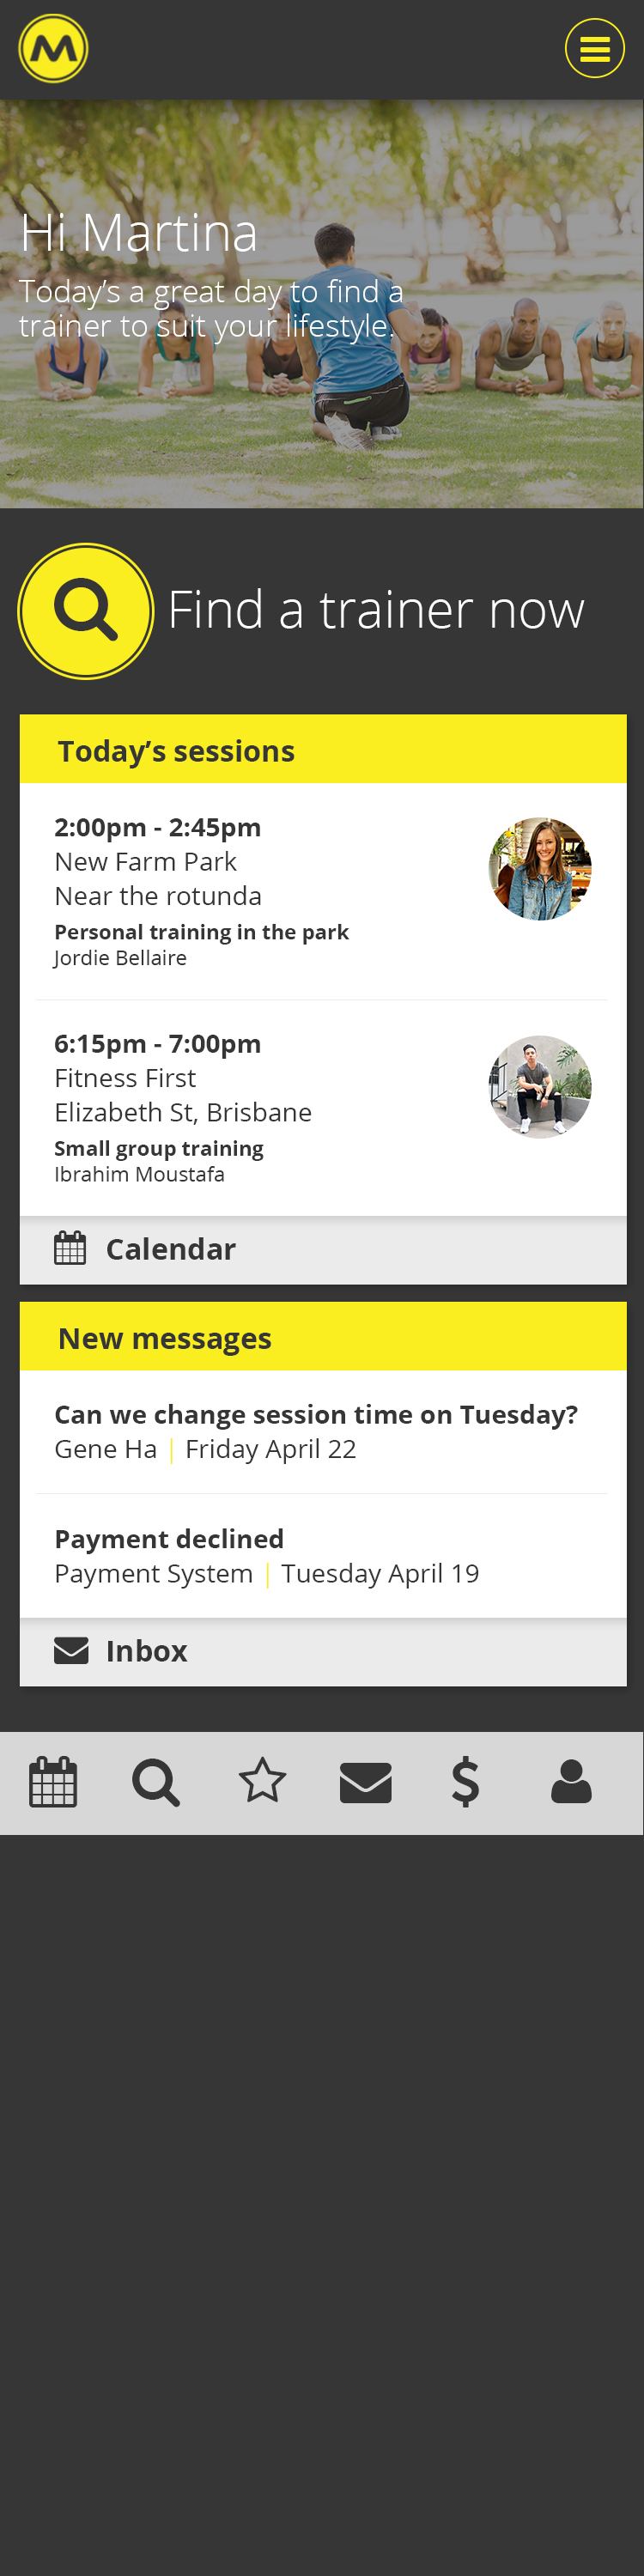 M
Hi Martina
Today’s a great day to find a
trainer to suit your lifestyle.
Find a trainer now
Today’s sessions
2:00pm - 2:45pm
New Farm Park
Near the rotunda
Personal training in the park
Jordie Bellaire
6:15pm - 7:00pm
Fitness First
Elizabeth St, Brisbane
Small group training
Ibrahim Moustafa
Calendar
New messages
Can we change session time on Tuesday?
Gene Ha | Friday April 22
Payment declined
Payment System | Tuesday April 19
Inbox
$